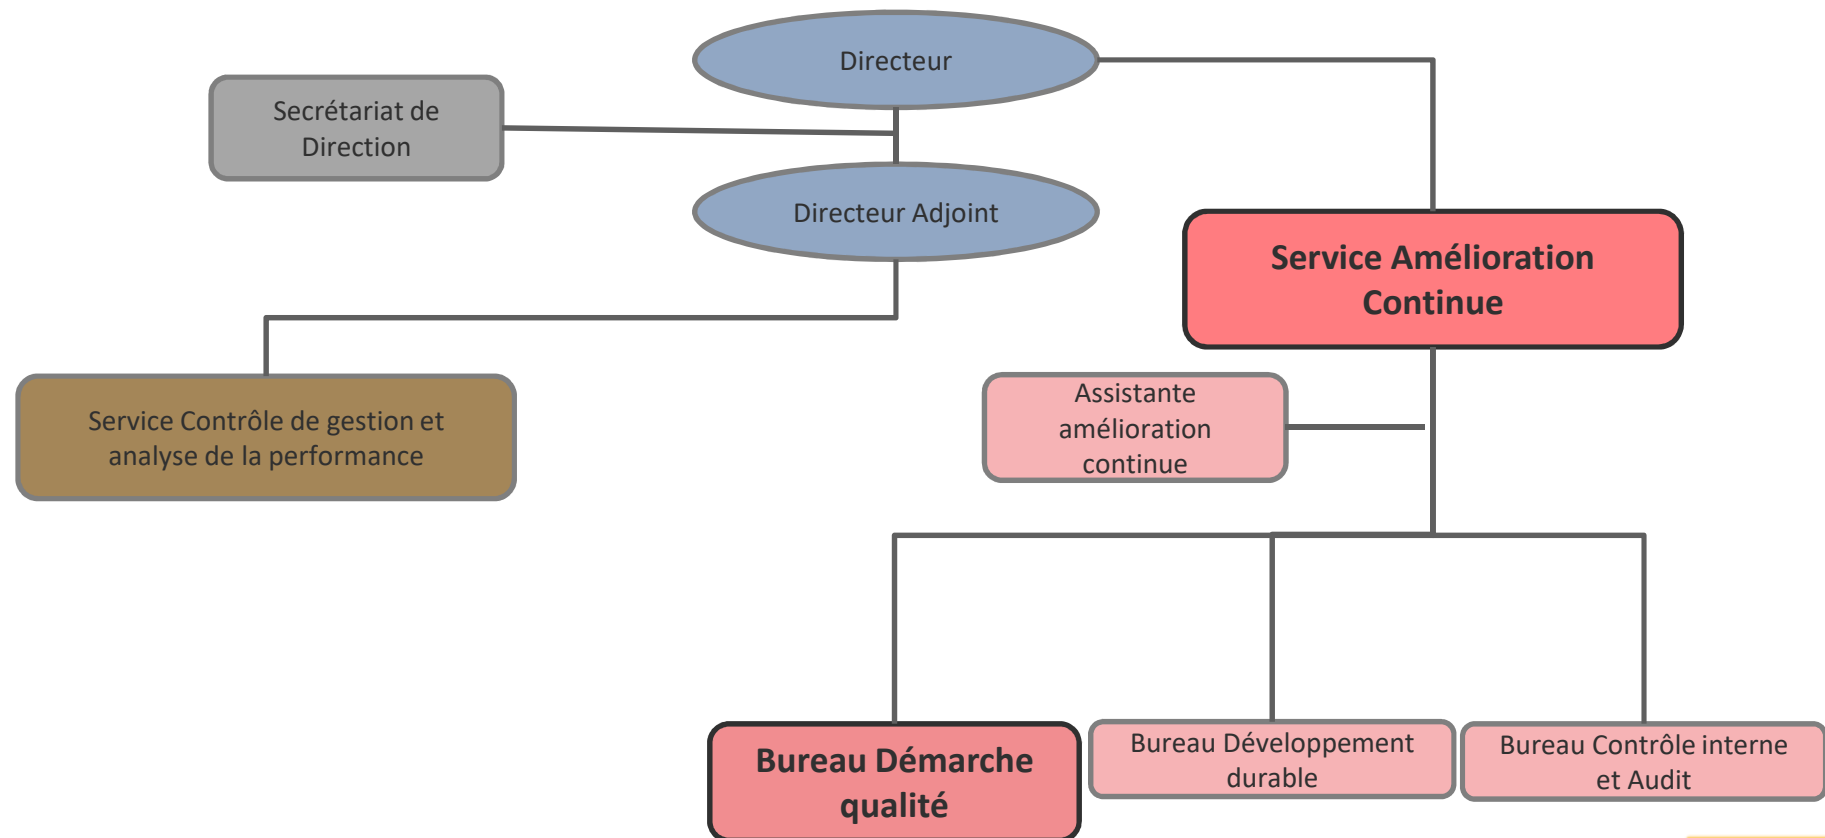 Directeur
Secrétariat de
Direction
Directeur Adjoint
Service Amélioration
Continue
Service Contrôle de gestion et
analyse de la performance
Assistante
amélioration
continue
Bureau Démarche
qualité
Bureau Développement
durable
Bureau Contrôle interne
et Audit